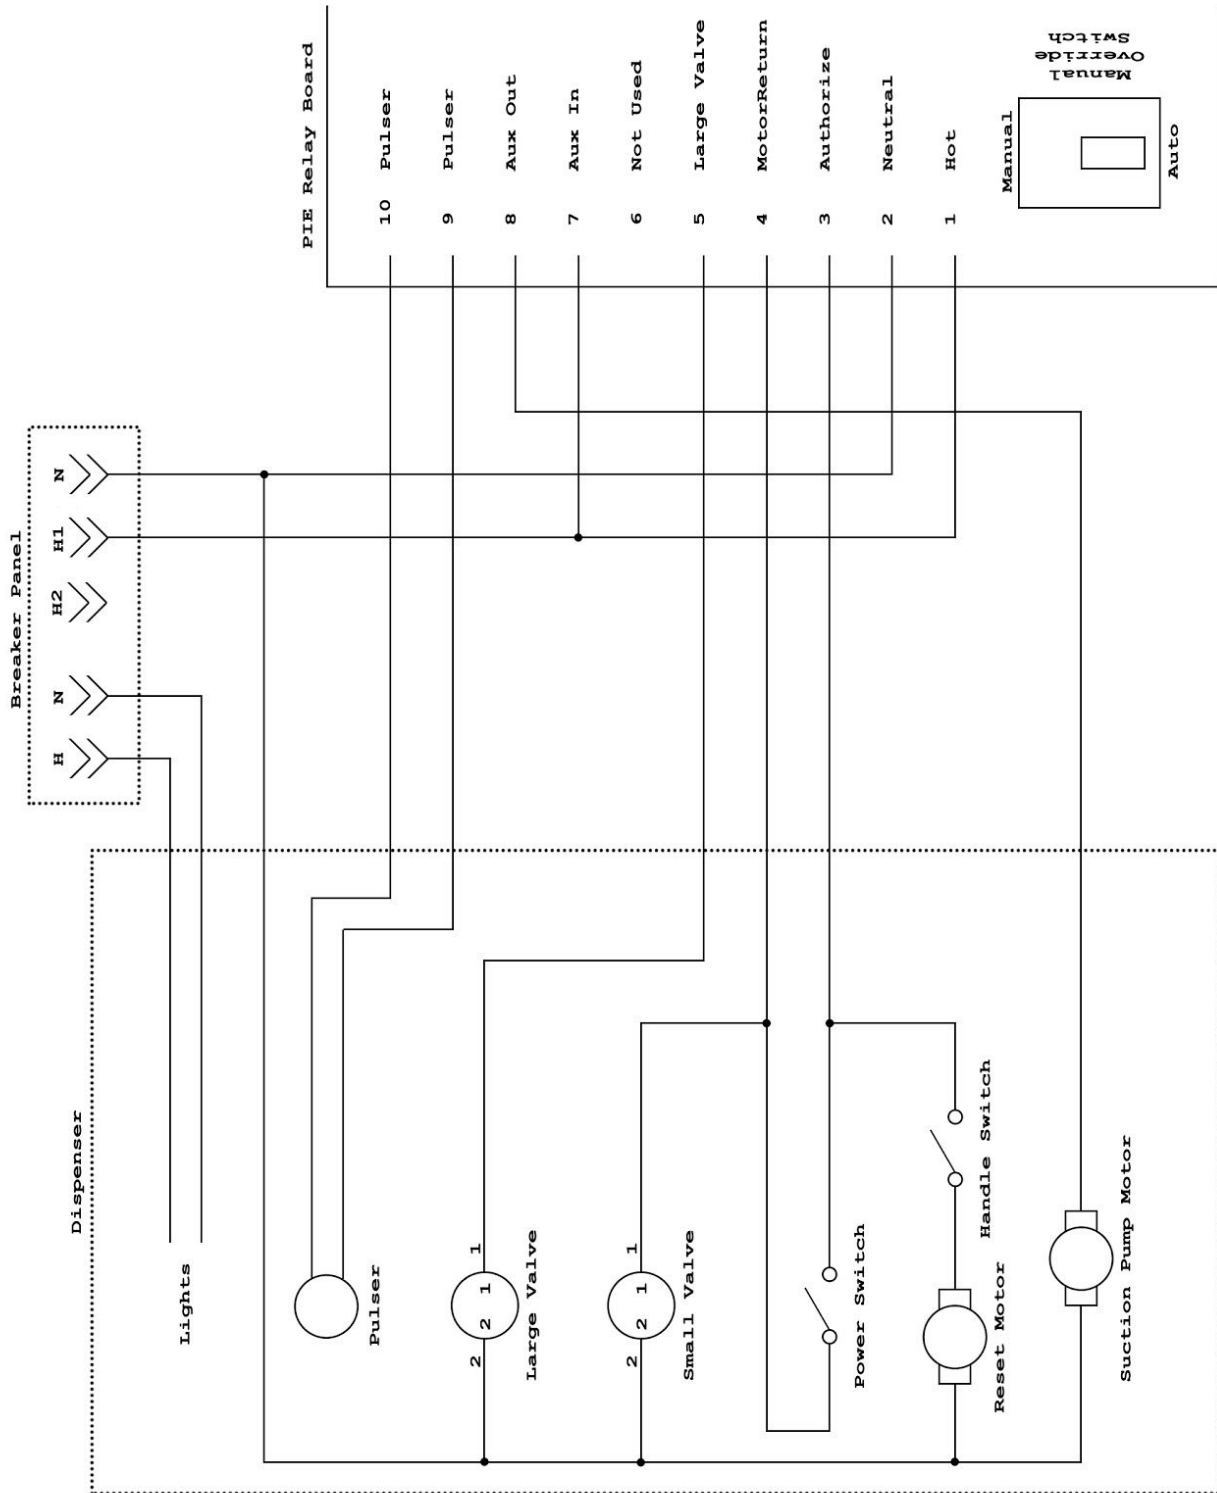 Breaker Panel
H
N
H2
H1
N
PIE Relay Board
10 Pulser
9 Pulser
8 Aux Out
7 Aux In
6 Not Used
5 Large Valve
4 MotorReturn
3 Authorize
2 Neutral
1 Hot
Manual
Auto
Manual
Override
Switch
Dispenser
Lights
Pulser
1
1
2
2
Large Valve
1
1
2
2
Small Valve
Power Switch
Handle Switch
Reset Motor
Suction Pump Motor